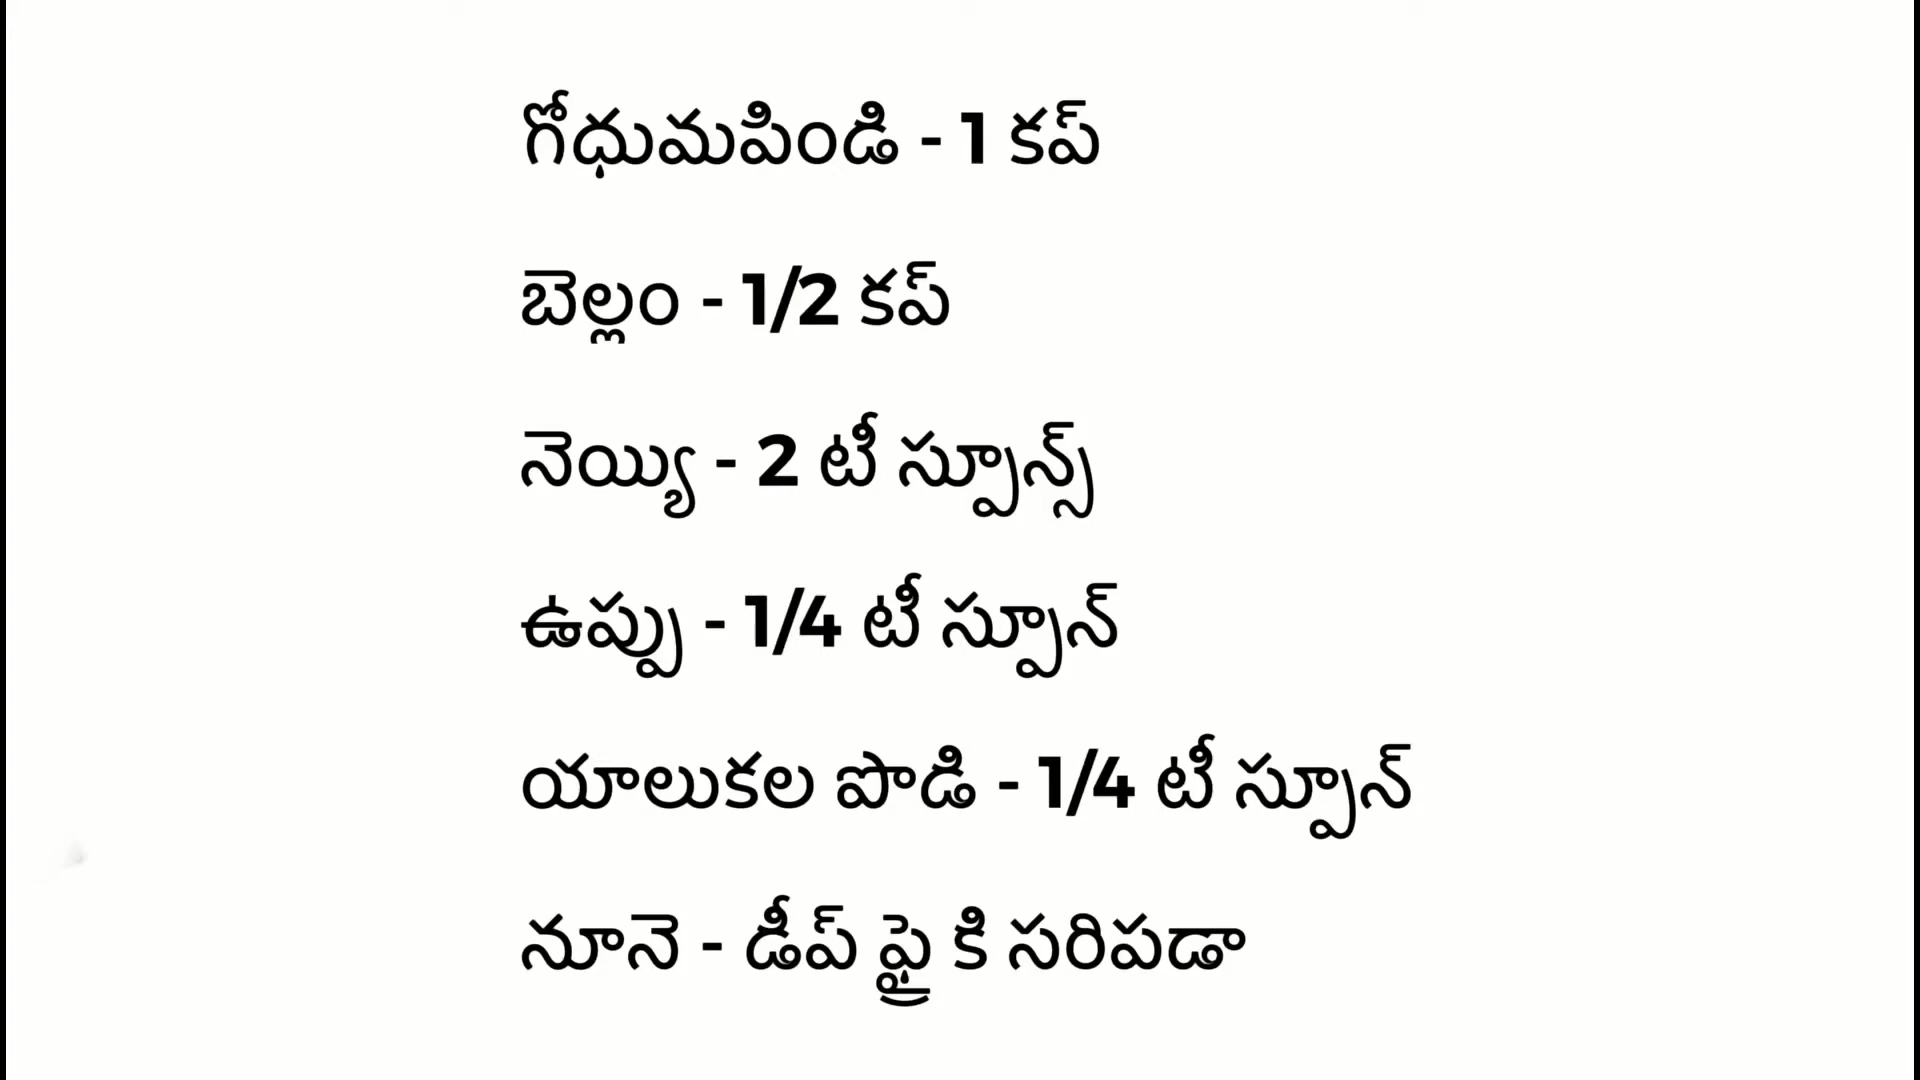 గోధుమపిండి - 1 కప్
బెల్లం - 1/2 కప్
నెయ్యి - 2 టీ స్పూన్స్
ఉప్పు - 1/4 టీ స్పూన్
యాలుకల పొడి - 1/4 టీ స్పూన్
నూనె - డీప్ ఫ్రై కి సరిపడా